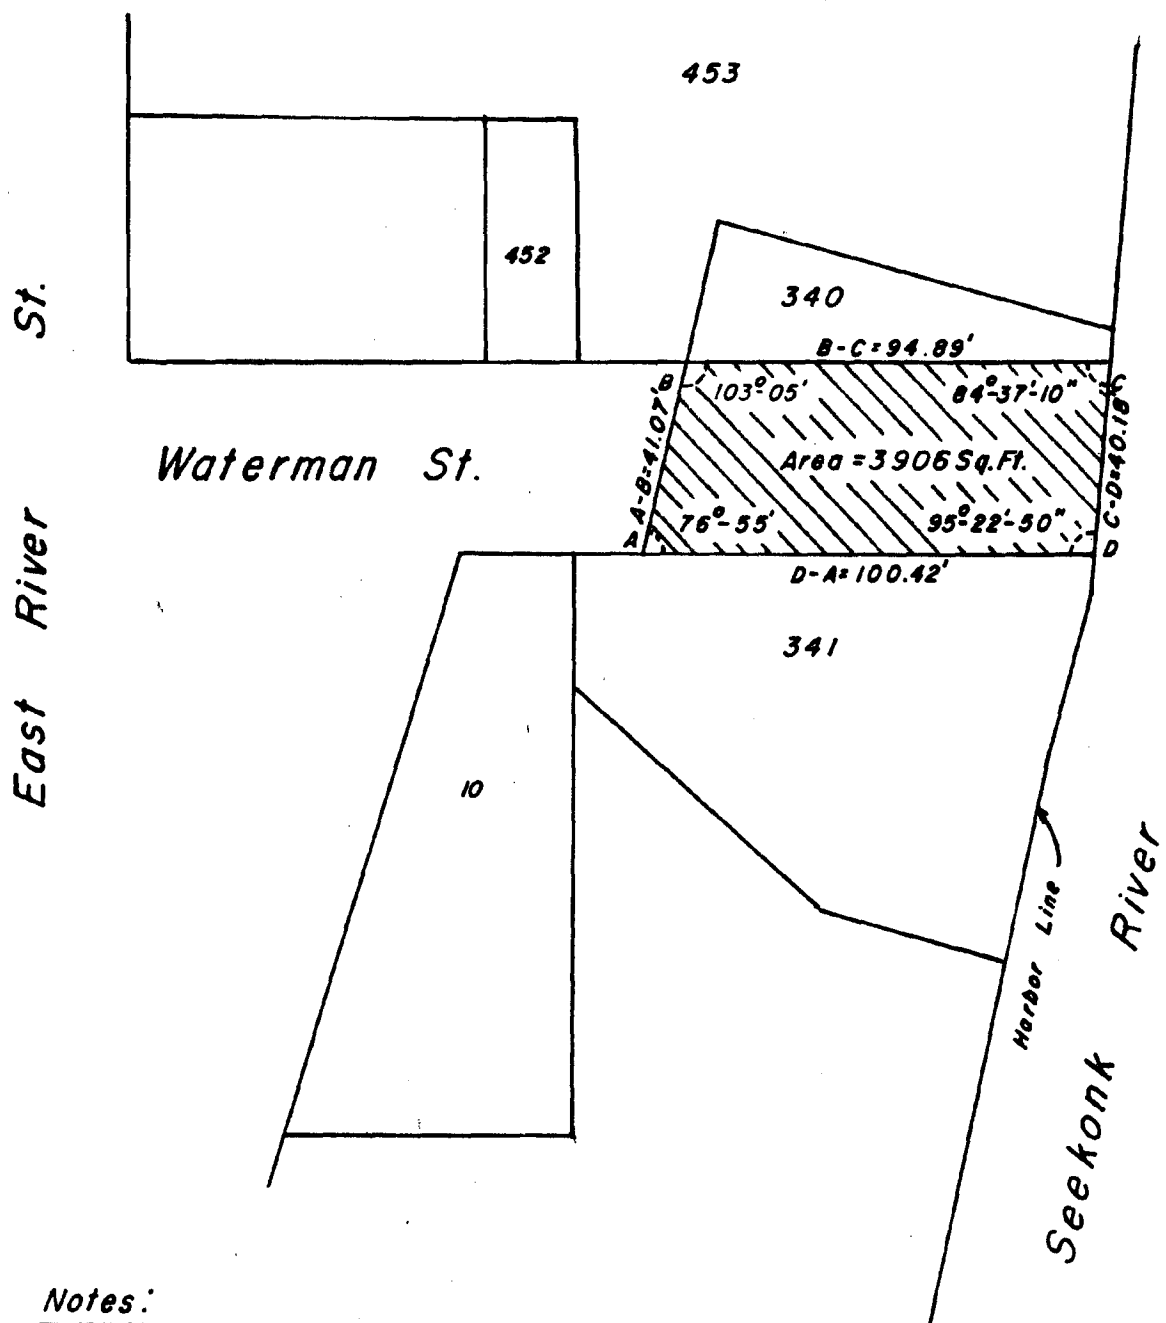 453
452
340
B-C=94.89'
B
103°-05'
84°-37'-10"
C
A-B=41.07'
C-D=40.18'
Waterman St.
Area = 3906 Sq.Ft.
76°-55'
95°-22'-50"
A
D
D-A=100.42'
East River St.
341
10
Harbor Line
Seekonk River
Notes: